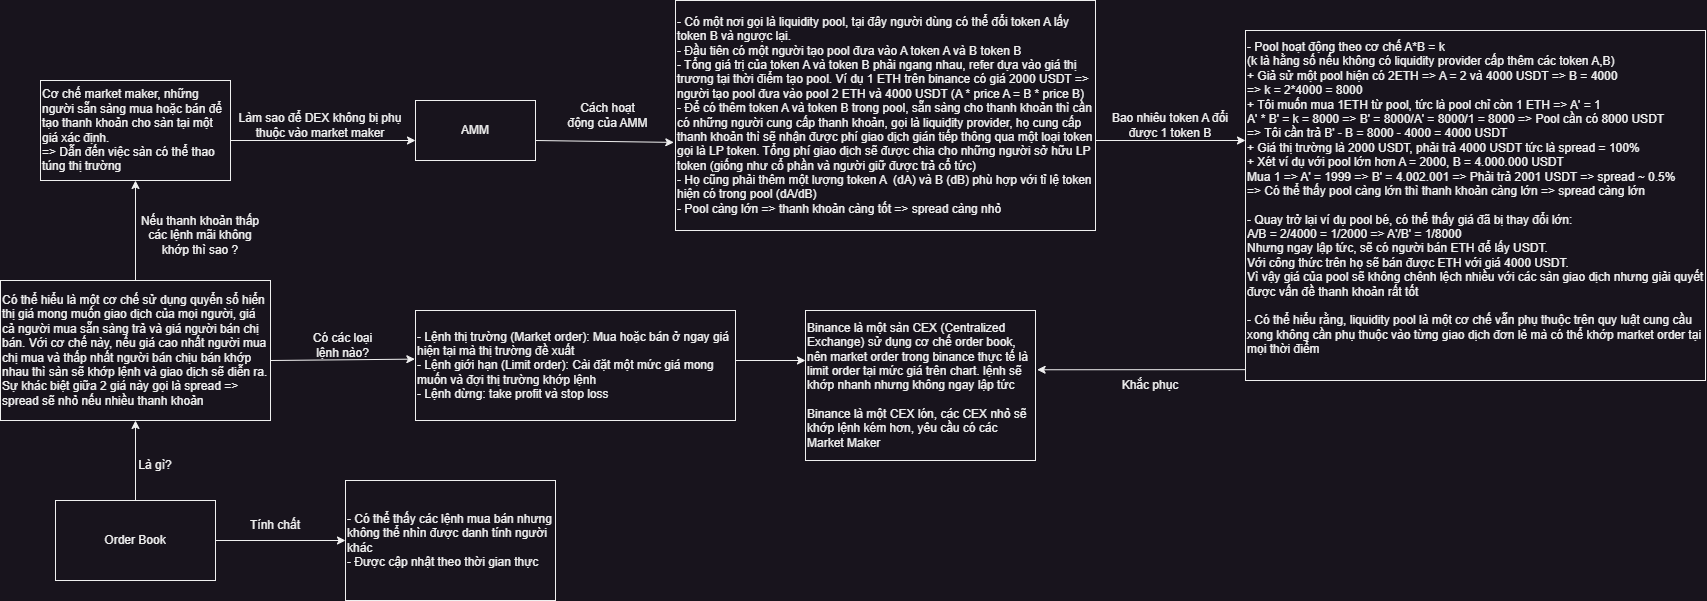 - Có một nơi gọi là liquidity pool, tại đây người dùng có thể đổi token A lấy
token B và ngược lại.
- Đầu tiên có một người tạo pool đưa vào A token A và B token B
- Tổng giá trị của token A và token B phải ngang nhau, refer dựa vào giá thị
trương tại thời điểm tạo pool. Ví dụ 1 ETH trên binance có giá 2000 USDT =>
người tạo pool đưa vào pool 2 ETH và 4000 USDT (A * price A = B * price B)
- Để có thêm token A và token B trong pool, sẵn sàng cho thanh khoản thì cần
có những người cung cấp thanh khoản, gọi là liquidity provider, họ cung cấp
thanh khoản thì sẽ nhận được phí giao dịch gián tiếp thông qua một loại token
gọi là LP token. Tổng phí giao dịch sẽ được chia cho những người sở hữu LP
token (giống như cổ phần và người giữ được trả cổ tức)
- Họ cũng phải thêm một lượng token A (dA) và B (dB) phù hợp với tỉ lệ token
hiện có trong pool (dA/dB)
- Pool càng lớn => thanh khoản càng tốt => spread càng nhỏ
- Pool hoạt động theo cơ chế A*B = k
(k là hằng số nếu không có liquidity provider cấp thêm các token A,B)
+ Giả sử một pool hiện có 2ETH => A = 2 và 4000 USDT => B = 4000
=> k = 2*4000 = 8000
+ Tôi muốn mua 1ETH từ pool, tức là pool chỉ còn 1 ETH => A' = 1
A' * B' = k = 8000 => B' = 8000/A' = 8000/1 = 8000 => Pool cần có 8000 USDT
=> Tôi cần trả B' - B = 8000 - 4000 = 4000 USDT
+ Giá thị trường là 2000 USDT, phải trả 4000 USDT tức là spread = 100%
+ Xét ví dụ với pool lớn hơn A = 2000, B = 4.000.000 USDT
Mua 1 => A' = 1999 => B' = 4.002.001 => Phải trả 2001 USDT => spread ~ 0.5%
=> Có thể thấy pool càng lớn thì thanh khoản càng lớn => spread càng lớn
- Quay trở lại ví dụ pool bé, có thể thấy giá đã bị thay đổi lớn:
A/B = 2/4000 = 1/2000 => A'/B' = 1/8000
Nhưng ngay lập tức, sẽ có người bán ETH để lấy USDT.
Với công thức trên họ sẽ bán được ETH với giá 4000 USDT.
Vì vậy giá của pool sẽ không chênh lệch nhiều với các sàn giao dịch nhưng giải quyết
được vấn đề thanh khoản rất tốt
- Có thể hiểu rằng, liquidity pool là một cơ chế vẫn phụ thuộc trên quy luật cung cầu
xong không cần phụ thuộc vào từng giao dịch đơn lẻ mà có thể khớp market order tại
mọi thời điểm
Cơ chế market maker, những
người sẵn sàng mua hoặc bán để
tạo thanh khoản cho sàn tại một
giá xác định.
=> Dẫn đến việc sàn có thể thao
túng thị trường
Làm sao để DEX không bị phụ
thuộc vào market maker
AMM
Cách hoạt
động của AMM
Bao nhiêu token A đổi
được 1 token B
Nếu thanh khoản thấp
các lệnh mãi không
khớp thì sao ?
Có thể hiểu là một cơ chế sử dụng quyển sổ hiển
thị giá mong muốn giao dịch của mọi người, giá
cả người mua sẵn sàng trả và giá người bán chị
bán. Với cơ chế này, nếu giá cao nhất người mua
chị mua và thấp nhất người bán chịu bán khớp
nhau thì sàn sẽ khớp lệnh và giao dịch sẽ diễn ra.
Sự khác biệt giữa 2 giá này gọi là spread =>
spread sẽ nhỏ nếu nhiều thanh khoản
Có các loại
lệnh nào?
- Lệnh thị trường (Market order): Mua hoặc bán ở ngay giá
hiện tại mà thị trường đề xuất
- Lệnh giới hạn (Limit order): Cài đặt một mức giá mong
muốn và đợi thị trường khớp lệnh
- Lệnh dừng: take profit và stop loss
Binance là một sàn CEX (Centralized
Exchange) sử dụng cơ chế order book,
nên market order trong binance thực tế là
limit order tại mức giá trên chart. lệnh sẽ
khớp nhanh nhưng không ngay lập tức
Binance là một CEX lón, các CEX nhỏ sẽ
khớp lệnh kém hơn, yêu cầu có các
Market Maker
Khắc phục
Là gì?
Order Book
Tính chất
- Có thể thấy các lệnh mua bán nhưng
không thể nhìn được danh tính người
khác
- Được cập nhật theo thời gian thực